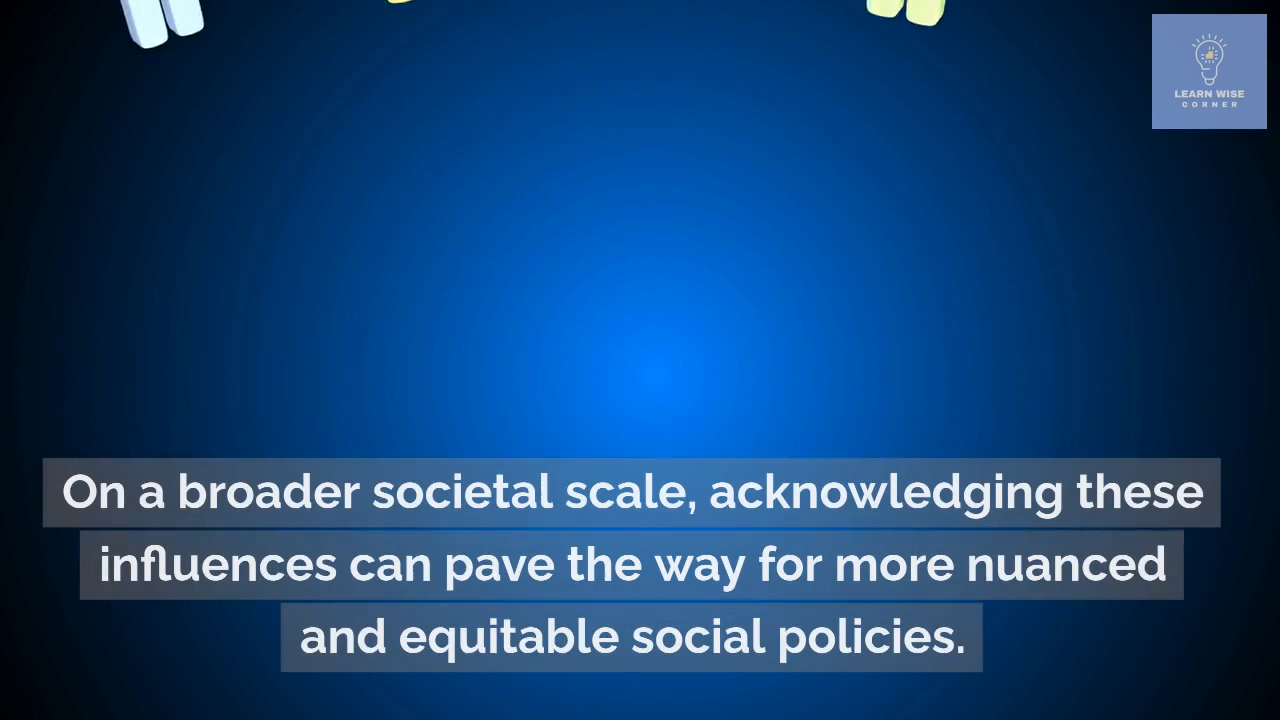 LEARN WISE
CORNER
On a broader societal scale, acknowledging these
influences can pave the way for more nuanced
and equitable social policies.